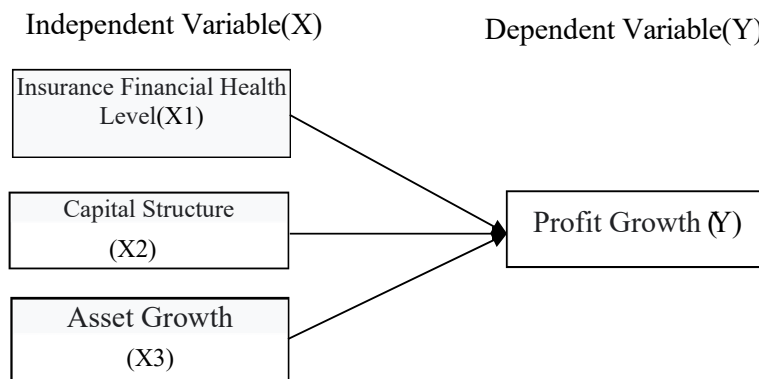 Independent Variable(X)
Dependent Variable(Y)
Insurance Financial Health
Level(X1)
Capital Structure
(X2)
Profit Growth (Y)
Asset Growth
(X3)